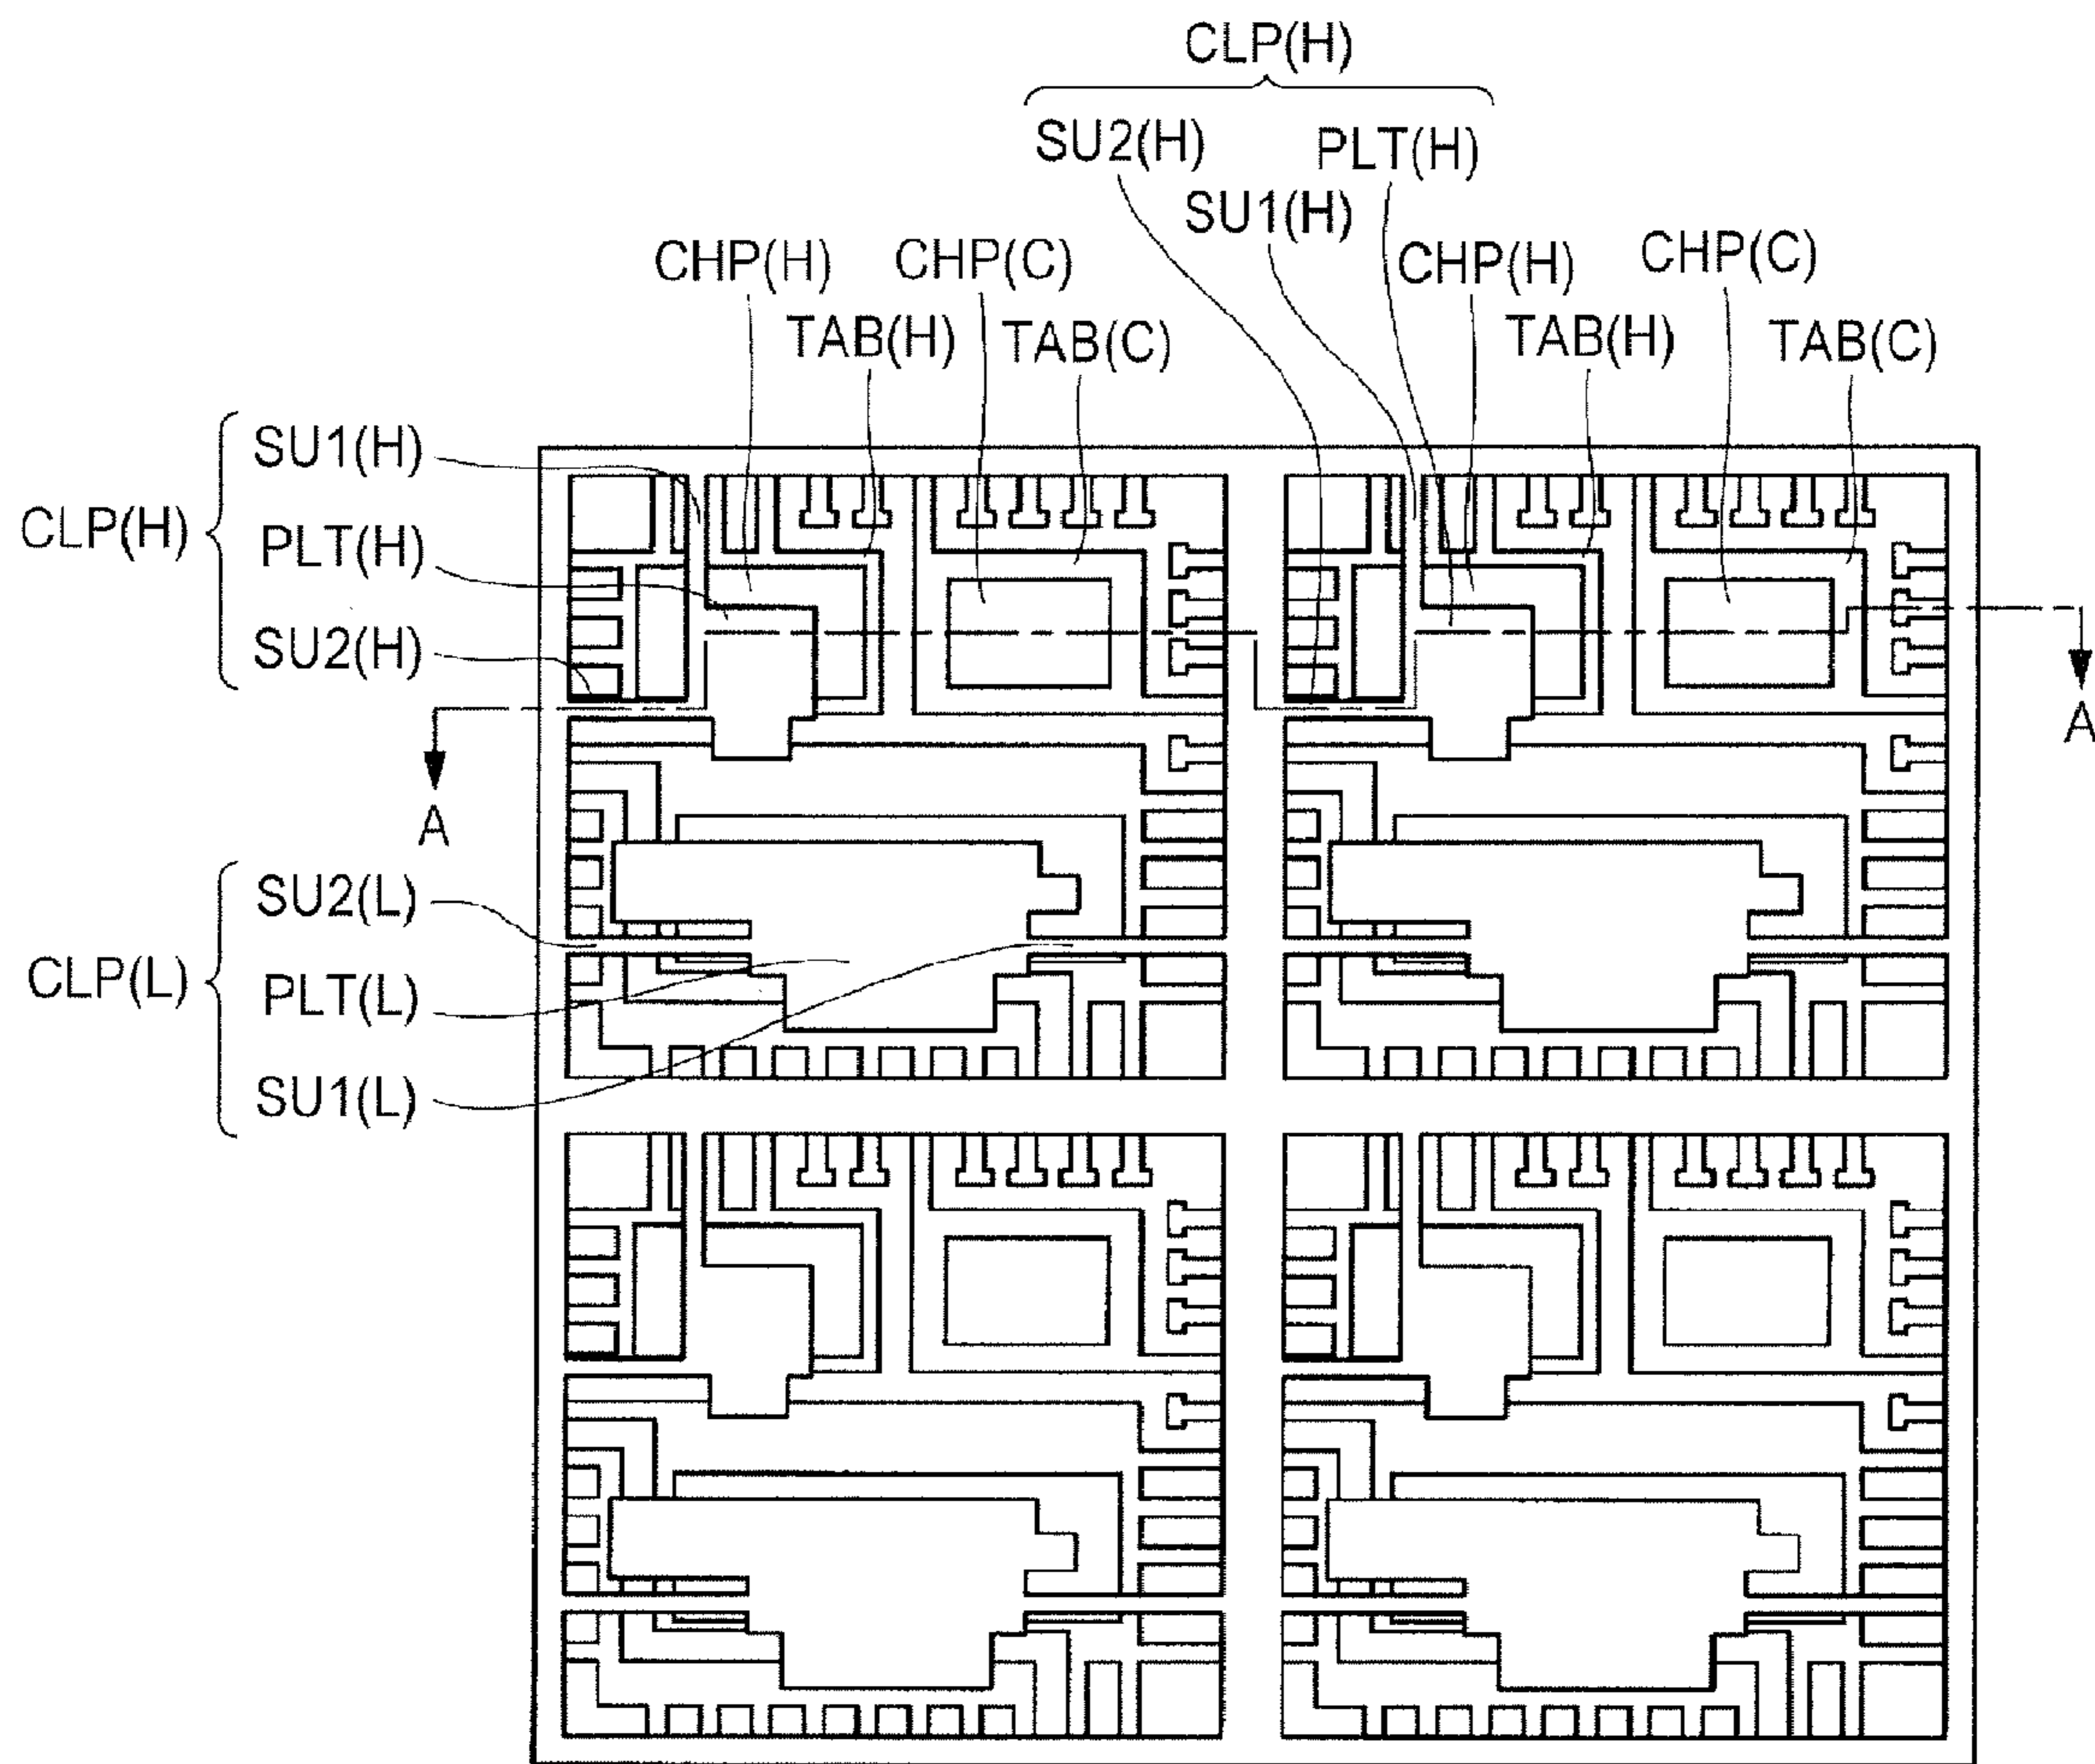 CLP(H)
SU2(H) PLT(H)
SU1(H)
CHP(H) CHP(C) CHP(H) CHP(C)
TAB(H) TAB(C) TAB(H) TAB(C)
SU1(H)
CLP(H) PLT(H)
SU2(H)
A
A
SU2(L)
CLP(L) PLT(L)
SU1(L)